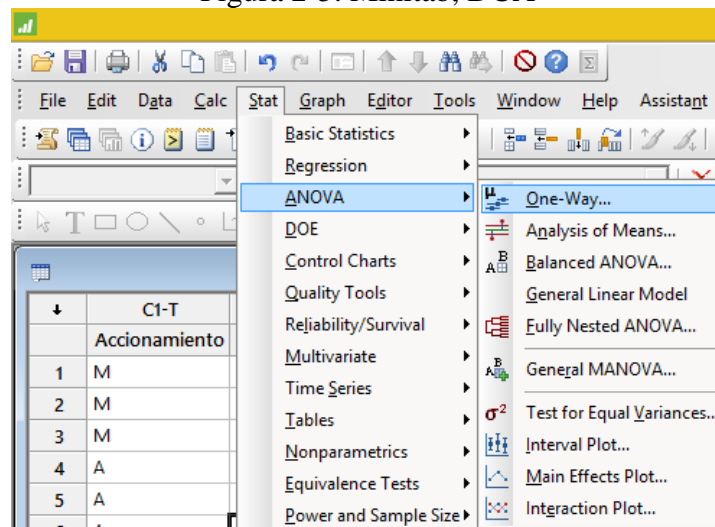 File Edit Data Calc Stat Graph Editor Tools Window Help Assistant
Basic Statistics
Regression
ANOVA
One-Way...
DOE
Analysis of Means...
Control Charts
Balanced ANOVA...
Quality Tools
General Linear Model
Reliability/Survival
Fully Nested ANOVA...
Multivariate
General MANOVA...
Time Series
Tables
Test for Equal Variances..
Nonparametrics
Interval Plot...
Equivalence Tests
Main Effects Plot...
Power and Sample Size
Interaction Plot...
C1-T
Accionamiento
1 M
2 M
3 M
4 A
5 A